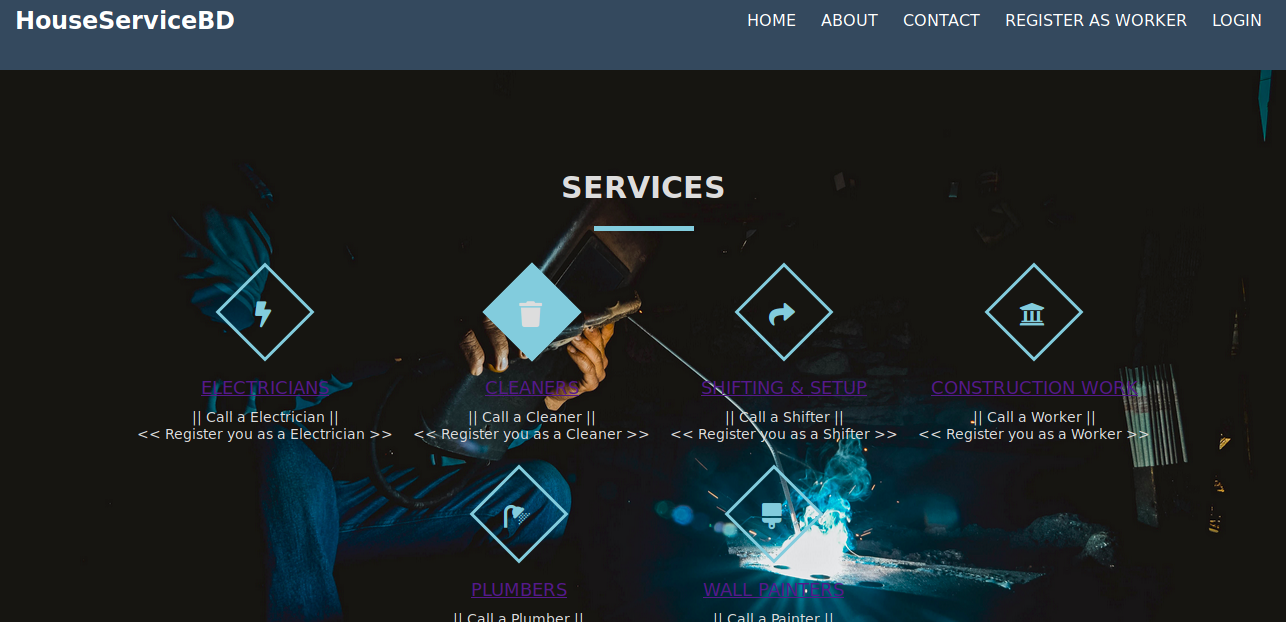 HouseServiceBD
HOME ABOUT CONTACT REGISTER AS WORKER LOGIN
SERVICES
ELECTRICIANS CLEANERS SHIFTING & SETUP CONSTRUCTION WORK
|| Call a Electrician || || Call a Cleaner || || Call a Shifter || || Call a Worker ||
<< Register you as a Electrician >> << Register you as a Cleaner >> << Register you as a Shifter >> << Register you as a Worker >>
PLUMBERS WALL PAINTERS
|| Call a Plumber || || Call a Painter ||